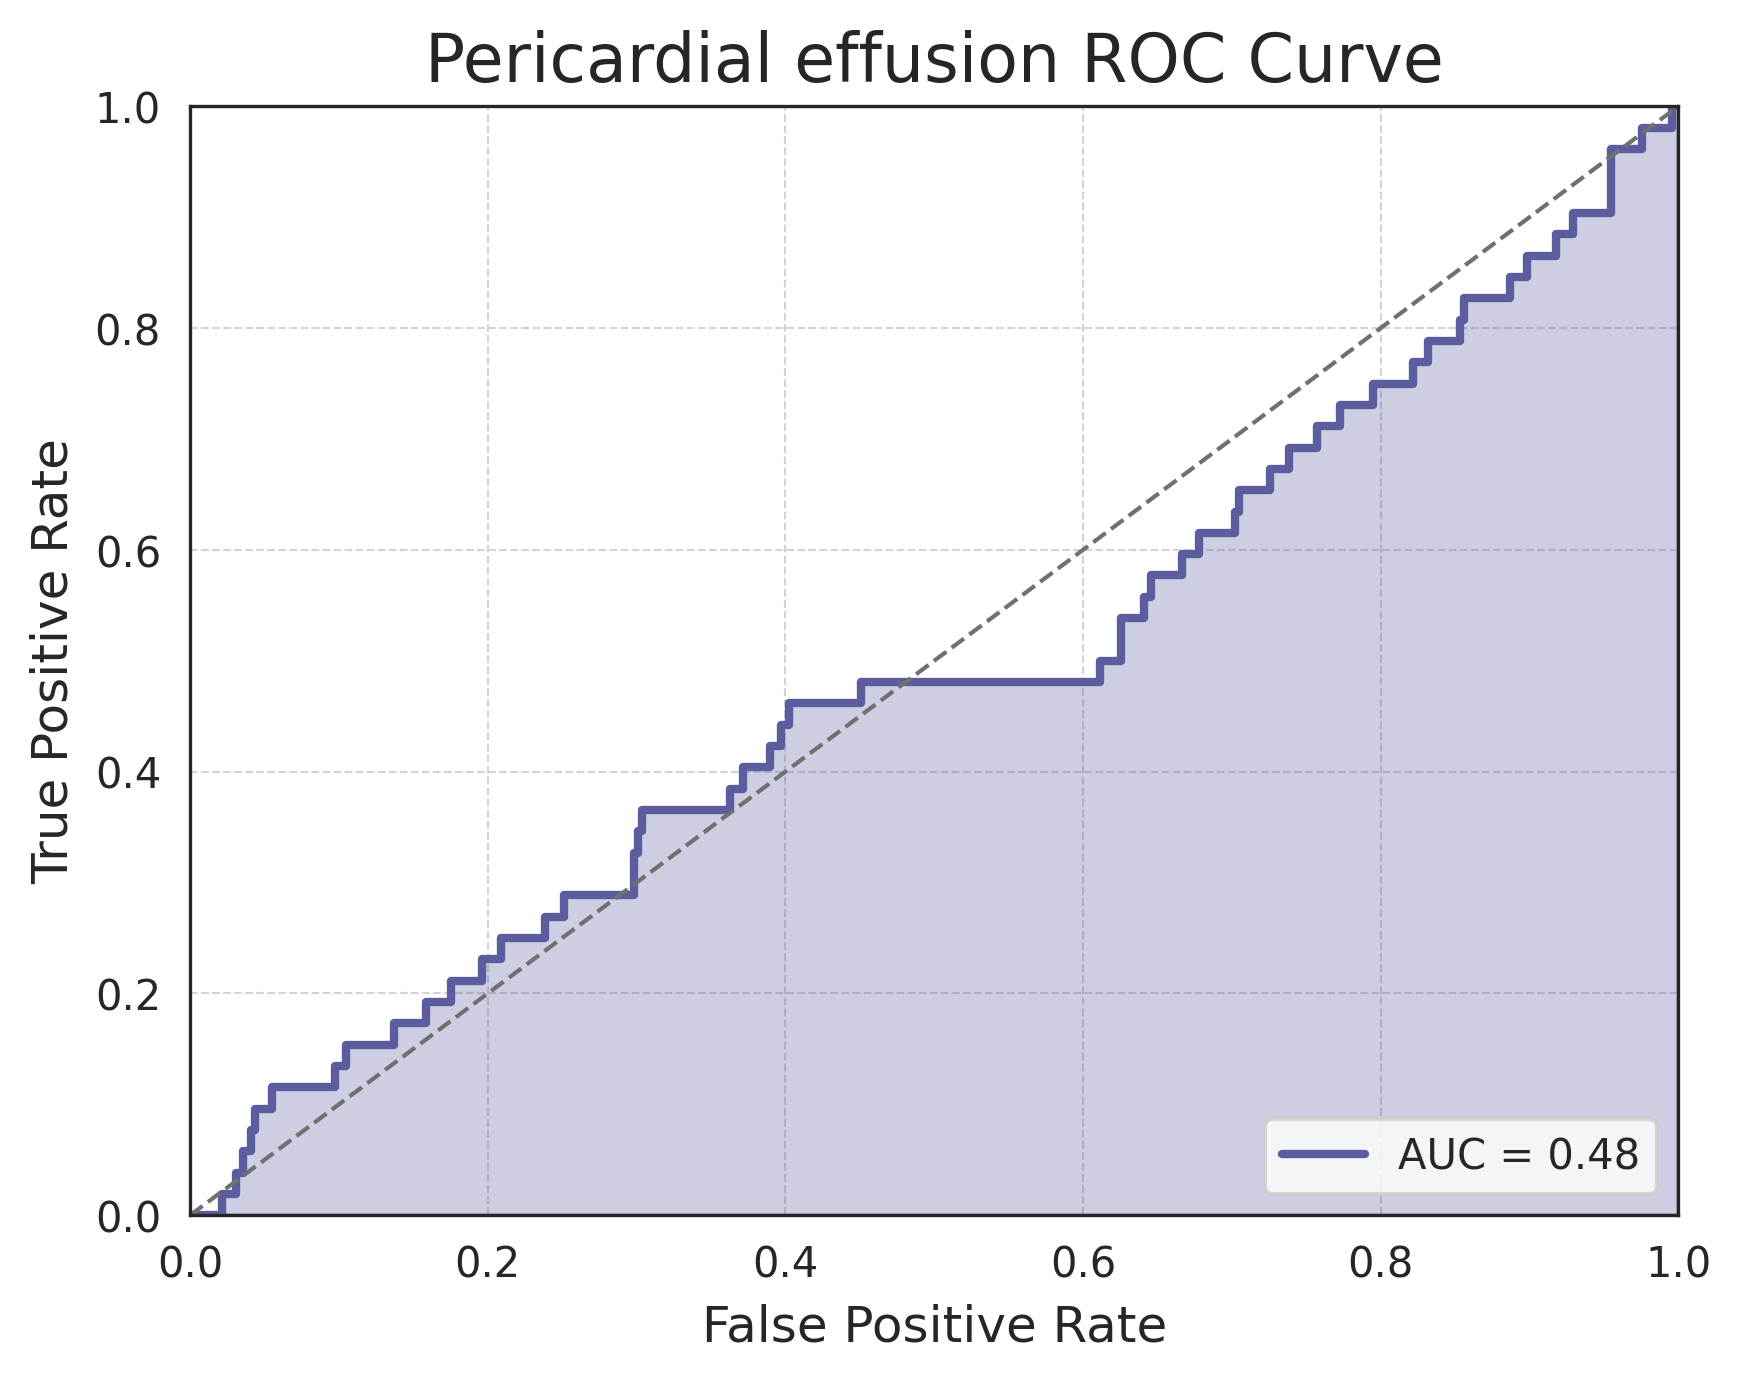 Pericardial effusion ROC Curve
1.0
0.8
0.6
0.4
0.2
0.0
True Positive Rate
AUC = 0.48
0.0 0.2 0.4 0.6 0.8 1.0
False Positive Rate